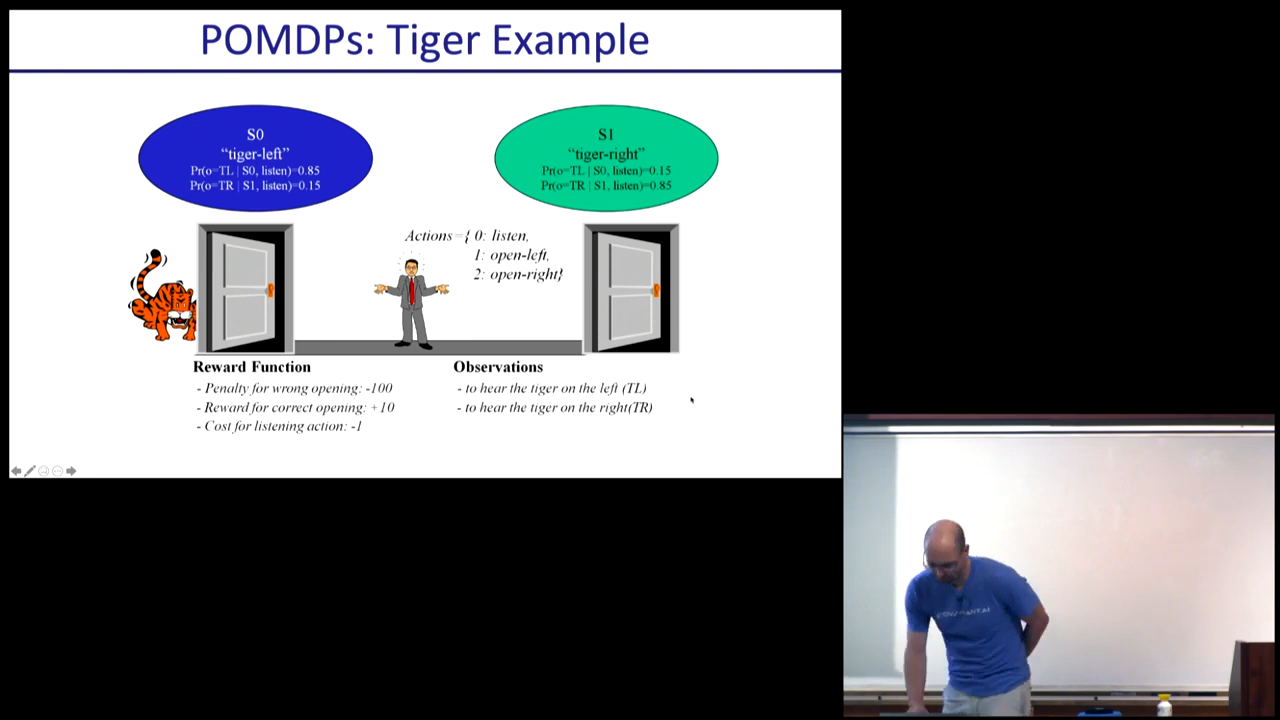 POMDPs: Tiger Example
S0
“tiger-left”
Pr(o=TL | S0, listen)=0.85
Pr(o=TR | S1, listen)=0.15
S1
“tiger-right”
Pr(o=TL | S0, listen)=0.15
Pr(o=TR | S1, listen)=0.85
Actions={ 0: listen,
1: open-left,
2: open-right}
Reward Function
- Penalty for wrong opening: -100
- Reward for correct opening: +10
- Cost for listening action: -1
Observations
- to hear the tiger on the left (TL)
- to hear the tiger on the right(TR)